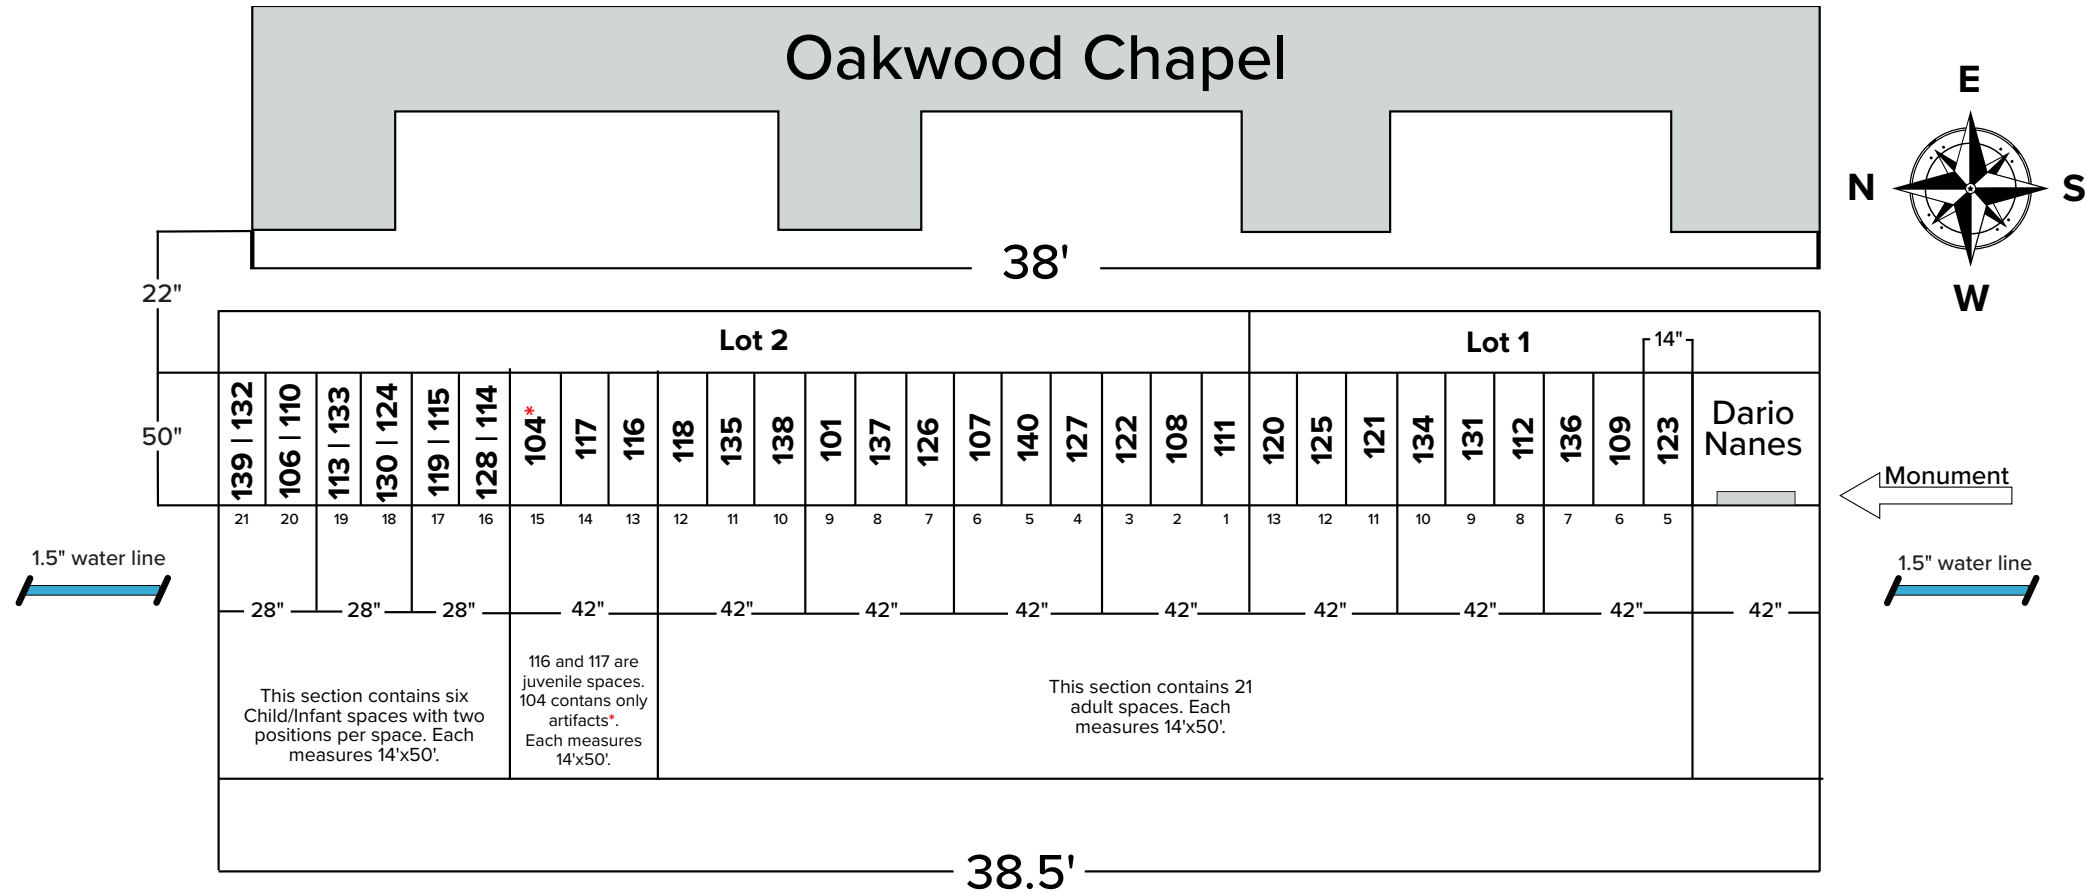 Oakwood Chapel
E
N
S
W
38'
22"
Lot 2
Lot 1
14"
50"
139 | 132
106 | 110
113 | 133
130 | 124
119 | 115
128 | 114
104*
117
116
118
135
138
101
137
126
107
140
127
122
108
111
120
125
121
134
131
112
136
109
123
Dario
Nanes
Monument
21 20 19 18 17 16 15 14 13 12 11 10 9 8 7 6 5 4 3 2 1 13 12 11 10 9 8 7 6 5
1.5" water line
1.5" water line
28" 28" 28" 42" 42" 42" 42" 42" 42" 42" 42" 42"
This section contains six
Child/Infant spaces with two
positions per space. Each
measures 14'x50'.
116 and 117 are
juvenile spaces.
104 contans only
artifacts*.
Each measures
14'x50'.
This section contains 21
adult spaces. Each
measures 14'x50'.
38.5'